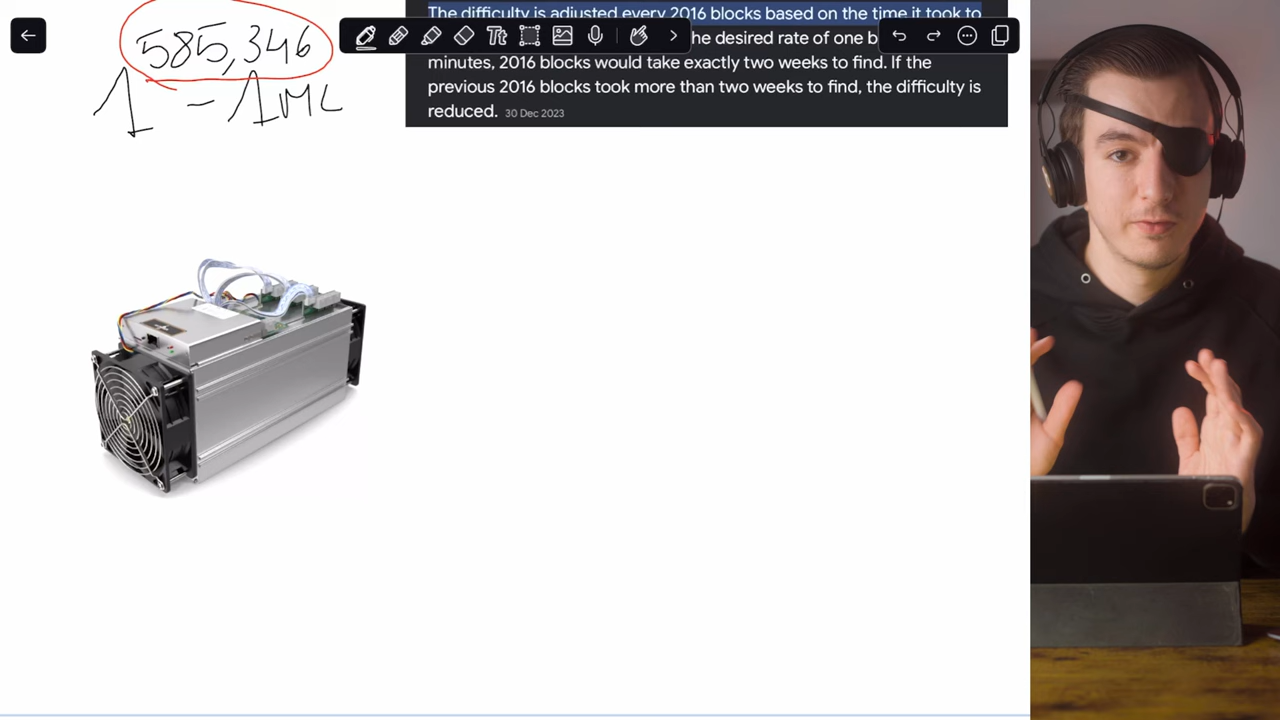 585,346
1 - 1ML
The difficulty is adjusted every 2016 blocks based on the time it took to
he desired rate of one b
minutes, 2016 blocks would take exactly two weeks to find. If the
previous 2016 blocks took more than two weeks to find, the difficulty is
reduced. 30 Dec 2023